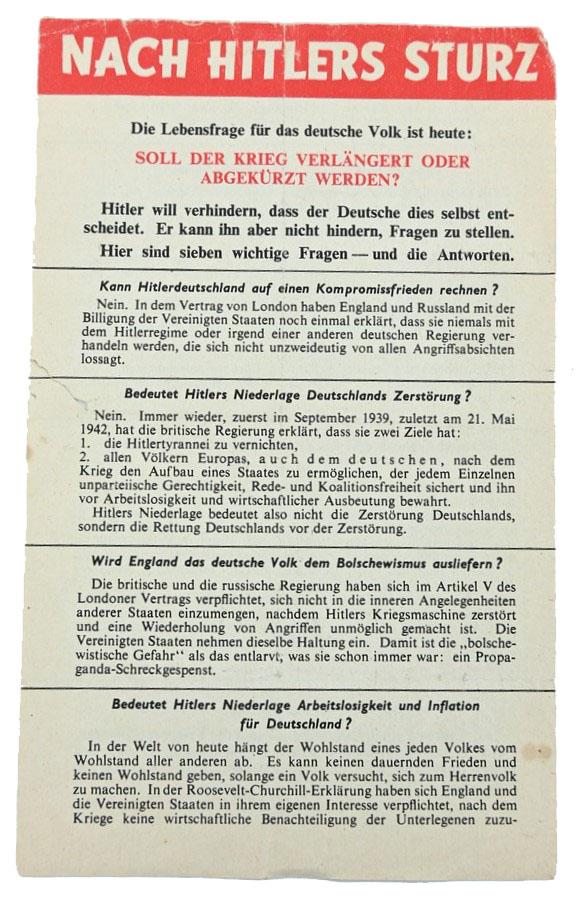 NACH HITLERS STURZ
Die Lebensfrage für das deutsche Volk ist heute:
SOLL DER KRIEG VERLÄNGERT ODER
ABGEKÜRZT WERDEN?
Hitler will verhindern, dass der Deutsche dies selbst ent-
scheidet. Er kann ihn aber nicht hindern, Fragen zu stellen.
Hier sind sieben wichtige Fragen — und die Antworten.
Kann Hitlerdeutschland auf einen Kompromissfrieden rechnen?
Nein. In dem Vertrag von London haben England und Russland mit der
Billigung der Vereinigten Staaten noch einmal erklärt, dass sie niemals mit
dem Hitlerregime oder irgend einer anderen deutschen Regierung ver-
handeln werden, die sich nicht unzweideutig von allen Angriffsabsichten
lossagt.
Bedeutet Hitlers Niederlage Deutschlands Zerstörung?
Nein. Immer wieder, zuerst im September 1939, zuletzt am 21. Mai
1942, hat die britische Regierung erklärt, dass sie zwei Ziele hat:
1. die Hitlertyrannei zu vernichten,
2. allen Völkern Europas, auch dem deutschen, nach dem
Krieg den Aufbau eines Staates zu ermöglichen, der jedem Einzelnen
unparteiische Gerechtigkeit, Rede- und Koalitionsfreiheit sichert und ihn
vor Arbeitslosigkeit und wirtschaftlicher Ausbeutung bewahrt.
Hitlers Niederlage bedeutet also nicht die Zerstörung Deutschlands,
sondern die Rettung Deutschlands vor der Zerstörung.
Wird England das deutsche Volk dem Bolschewismus ausliefern?
Die britische und die russische Regierung haben sich im Artikel V des
Londoner Vertrags verpflichtet, sich nicht in die inneren Angelegenheiten
anderer Staaten einzumengen, nachdem Hitlers Kriegsmaschine zerstört
und eine Wiederholung von Angriffen unmöglich gemacht ist. Die
Vereinigten Staaten nehmen dieselbe Haltung ein. Damit ist die „bolsche-
wistische Gefahr“ als das entlarvt, was sie schon immer war: ein Propa-
ganda-Schreckgespenst.
Bedeutet Hitlers Niederlage Arbeitslosigkeit und Inflation
für Deutschland?
In der Welt von heute hängt der Wohlstand eines jeden Volkes vom
Wohlstand aller anderen ab. Es kann keinen dauernden Frieden und
keinen Wohlstand geben, solange ein Volk versucht, sich zum Herrenvolk
zu machen. In der Roosevelt-Churchill-Erklärung haben sich England und
die Vereinigten Staaten in ihrem eigenen Interesse verpflichtet, nach dem
Kriege keine wirtschaftliche Benachteiligung der Unterlegenen zuzu-